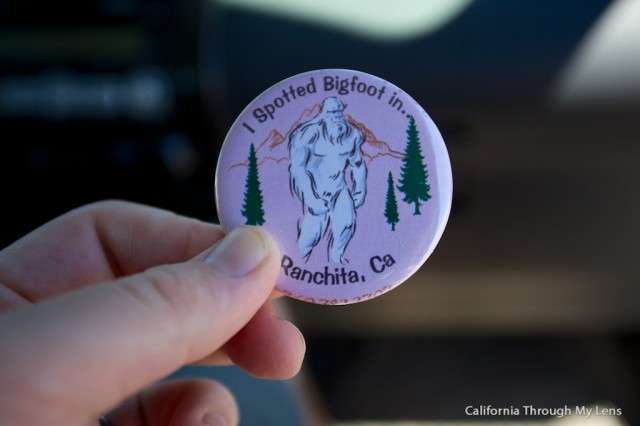 I Spotted Bigfoot in...
Ranchita, Ca
California Through My Lens